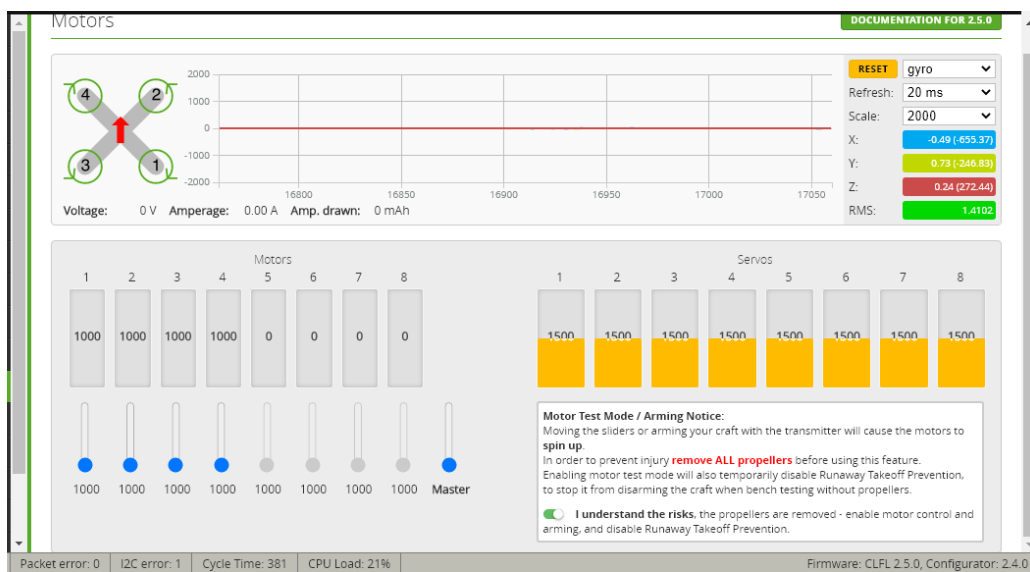 Motors
DOCUMENTATION FOR 2.5.0
4 2
3 1
2000
1000
0
-1000
-2000
16800 16850 16900 16950 17000 17050
RESET gyro
Refresh: 20 ms
Scale: 2000
X: -0.49 (-655.37)
Y: 0.73 (-246.83)
Z: 0.24 (272.44)
RMS: 1.4102
Voltage: 0 V Amperage: 0.00 A Amp. drawn: 0 mAh
Motors
1 2 3 4 5 6 7 8
1000 1000 1000 1000 0 0 0 0
1000 1000 1000 1000 1000 1000 1000 1000 Master
Servos
1 2 3 4 5 6 7 8
1500 1500 1500 1500 1500 1500 1500 1500
Motor Test Mode / Arming Notice:
Moving the sliders or arming your craft with the transmitter will cause the motors to
spin up.
In order to prevent injury remove ALL propellers before using this feature.
Enabling motor test mode will also temporarily disable Runaway Takeoff Prevention,
to stop it from disarming the craft when bench testing without propellers.
I understand the risks, the propellers are removed - enable motor control and
arming, and disable Runaway Takeoff Prevention.
Packet error: 0 I2C error: 1 Cycle Time: 381 CPU Load: 21% Firmware: CLFL 2.5.0, Configurator: 2.4.0